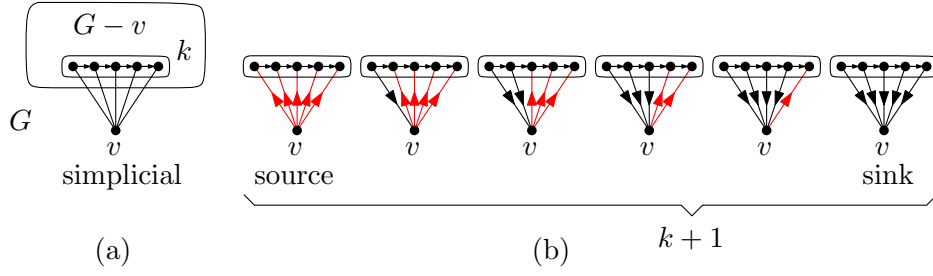 G − v
k
G
v
simplicial
(a)
v v v v v v
source sink
k + 1
(b)